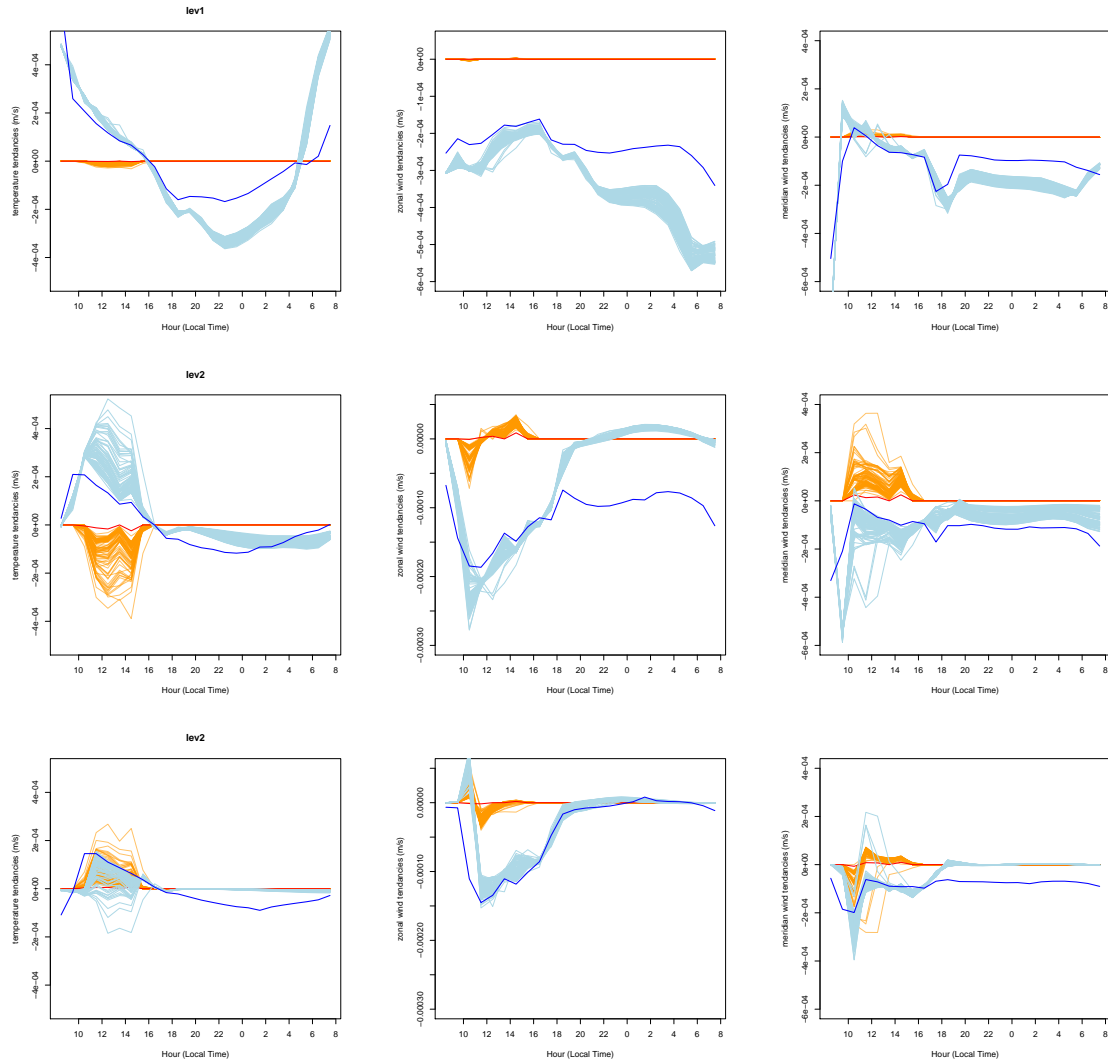 lev1
temperature tendancies (m/s)
−4e−04 −2e−04 0e+00 2e−04 4e−04
10 12 14 16 18 20 22 0 2 4 6 8
Hour (Local Time)
zonal wind tendancies (m/s)
−6e−04 −5e−04 −4e−04 −3e−04 −2e−04 −1e−04 0e+00
10 12 14 16 18 20 22 0 2 4 6 8
Hour (Local Time)
meridian wind tendancies (m/s)
−6e−04 −4e−04 −2e−04 0e+00 2e−04 4e−04
10 12 14 16 18 20 22 0 2 4 6 8
Hour (Local Time)
lev2
temperature tendancies (m/s)
−4e−04 −2e−04 0e+00 2e−04 4e−04
10 12 14 16 18 20 22 0 2 4 6 8
Hour (Local Time)
zonal wind tendancies (m/s)
−0.00030 −0.00020 −0.00010 0.00000
10 12 14 16 18 20 22 0 2 4 6 8
Hour (Local Time)
meridian wind tendancies (m/s)
−6e−04 −4e−04 −2e−04 0e+00 2e−04 4e−04
10 12 14 16 18 20 22 0 2 4 6 8
Hour (Local Time)
lev2
temperature tendancies (m/s)
−4e−04 −2e−04 0e+00 2e−04 4e−04
10 12 14 16 18 20 22 0 2 4 6 8
Hour (Local Time)
zonal wind tendancies (m/s)
−0.00030 −0.00020 −0.00010 0.00000
10 12 14 16 18 20 22 0 2 4 6 8
Hour (Local Time)
meridian wind tendancies (m/s)
−6e−04 −4e−04 −2e−04 0e+00 2e−04 4e−04
10 12 14 16 18 20 22 0 2 4 6 8
Hour (Local Time)